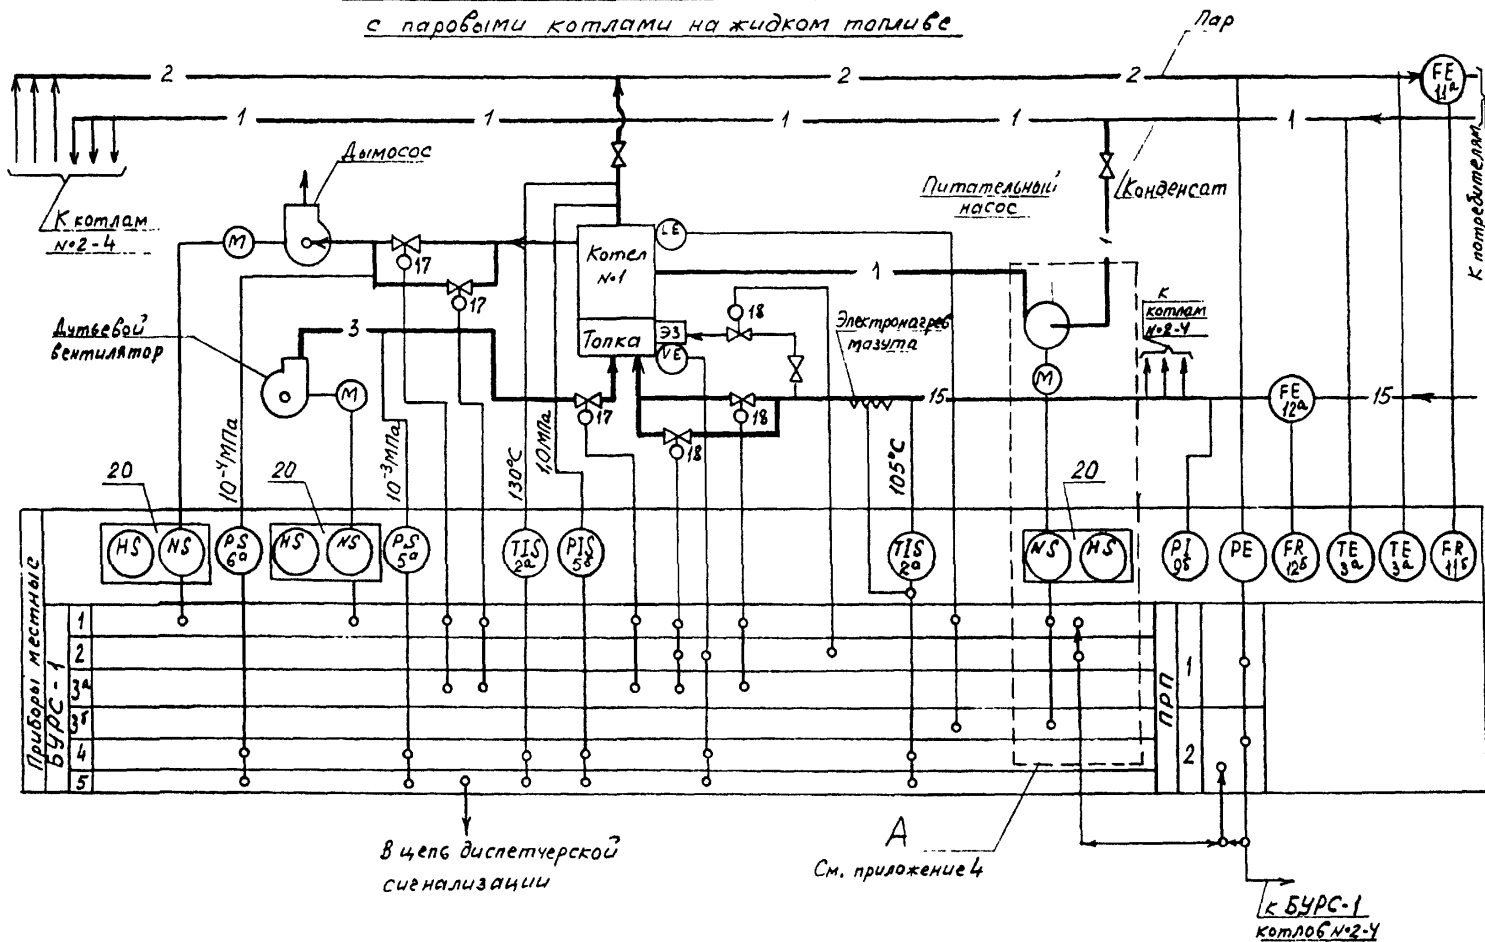 с паровыми котлами на жидком топливе
Пар
2
2
2
FE
11а
1
1
1
1
1
Дымосос
Питательный
насос
Конденсат
К котлам
№2-4
К потребителям
М
17
Котел
№1
LE
1
1
17
18
К
котлам
№2-4
Дутьевой
вентилятор
3
Топка
ЭЗ
VE
Электронагрев
мазута
М
М
17
18
15
FE
12а
15
18
20
10⁻⁴МПа
20
10⁻³МПа
130°С
1,0МПа
105°С
20
Приборы местные
HS
NS
PS
6а
HS
NS
PS
5а
TIS
2а
PIS
5б
TIS
2а
NS
HS
PI
9б
PE
FR
12б
TE
3а
TE
3а
FR
11б
БУРС-1
1
2
3а
3б
4
5
ПРП
1
2
В цепь диспетчерской
сигнализации
А
См. приложение 4
к БУРС-1
котлов №2-4